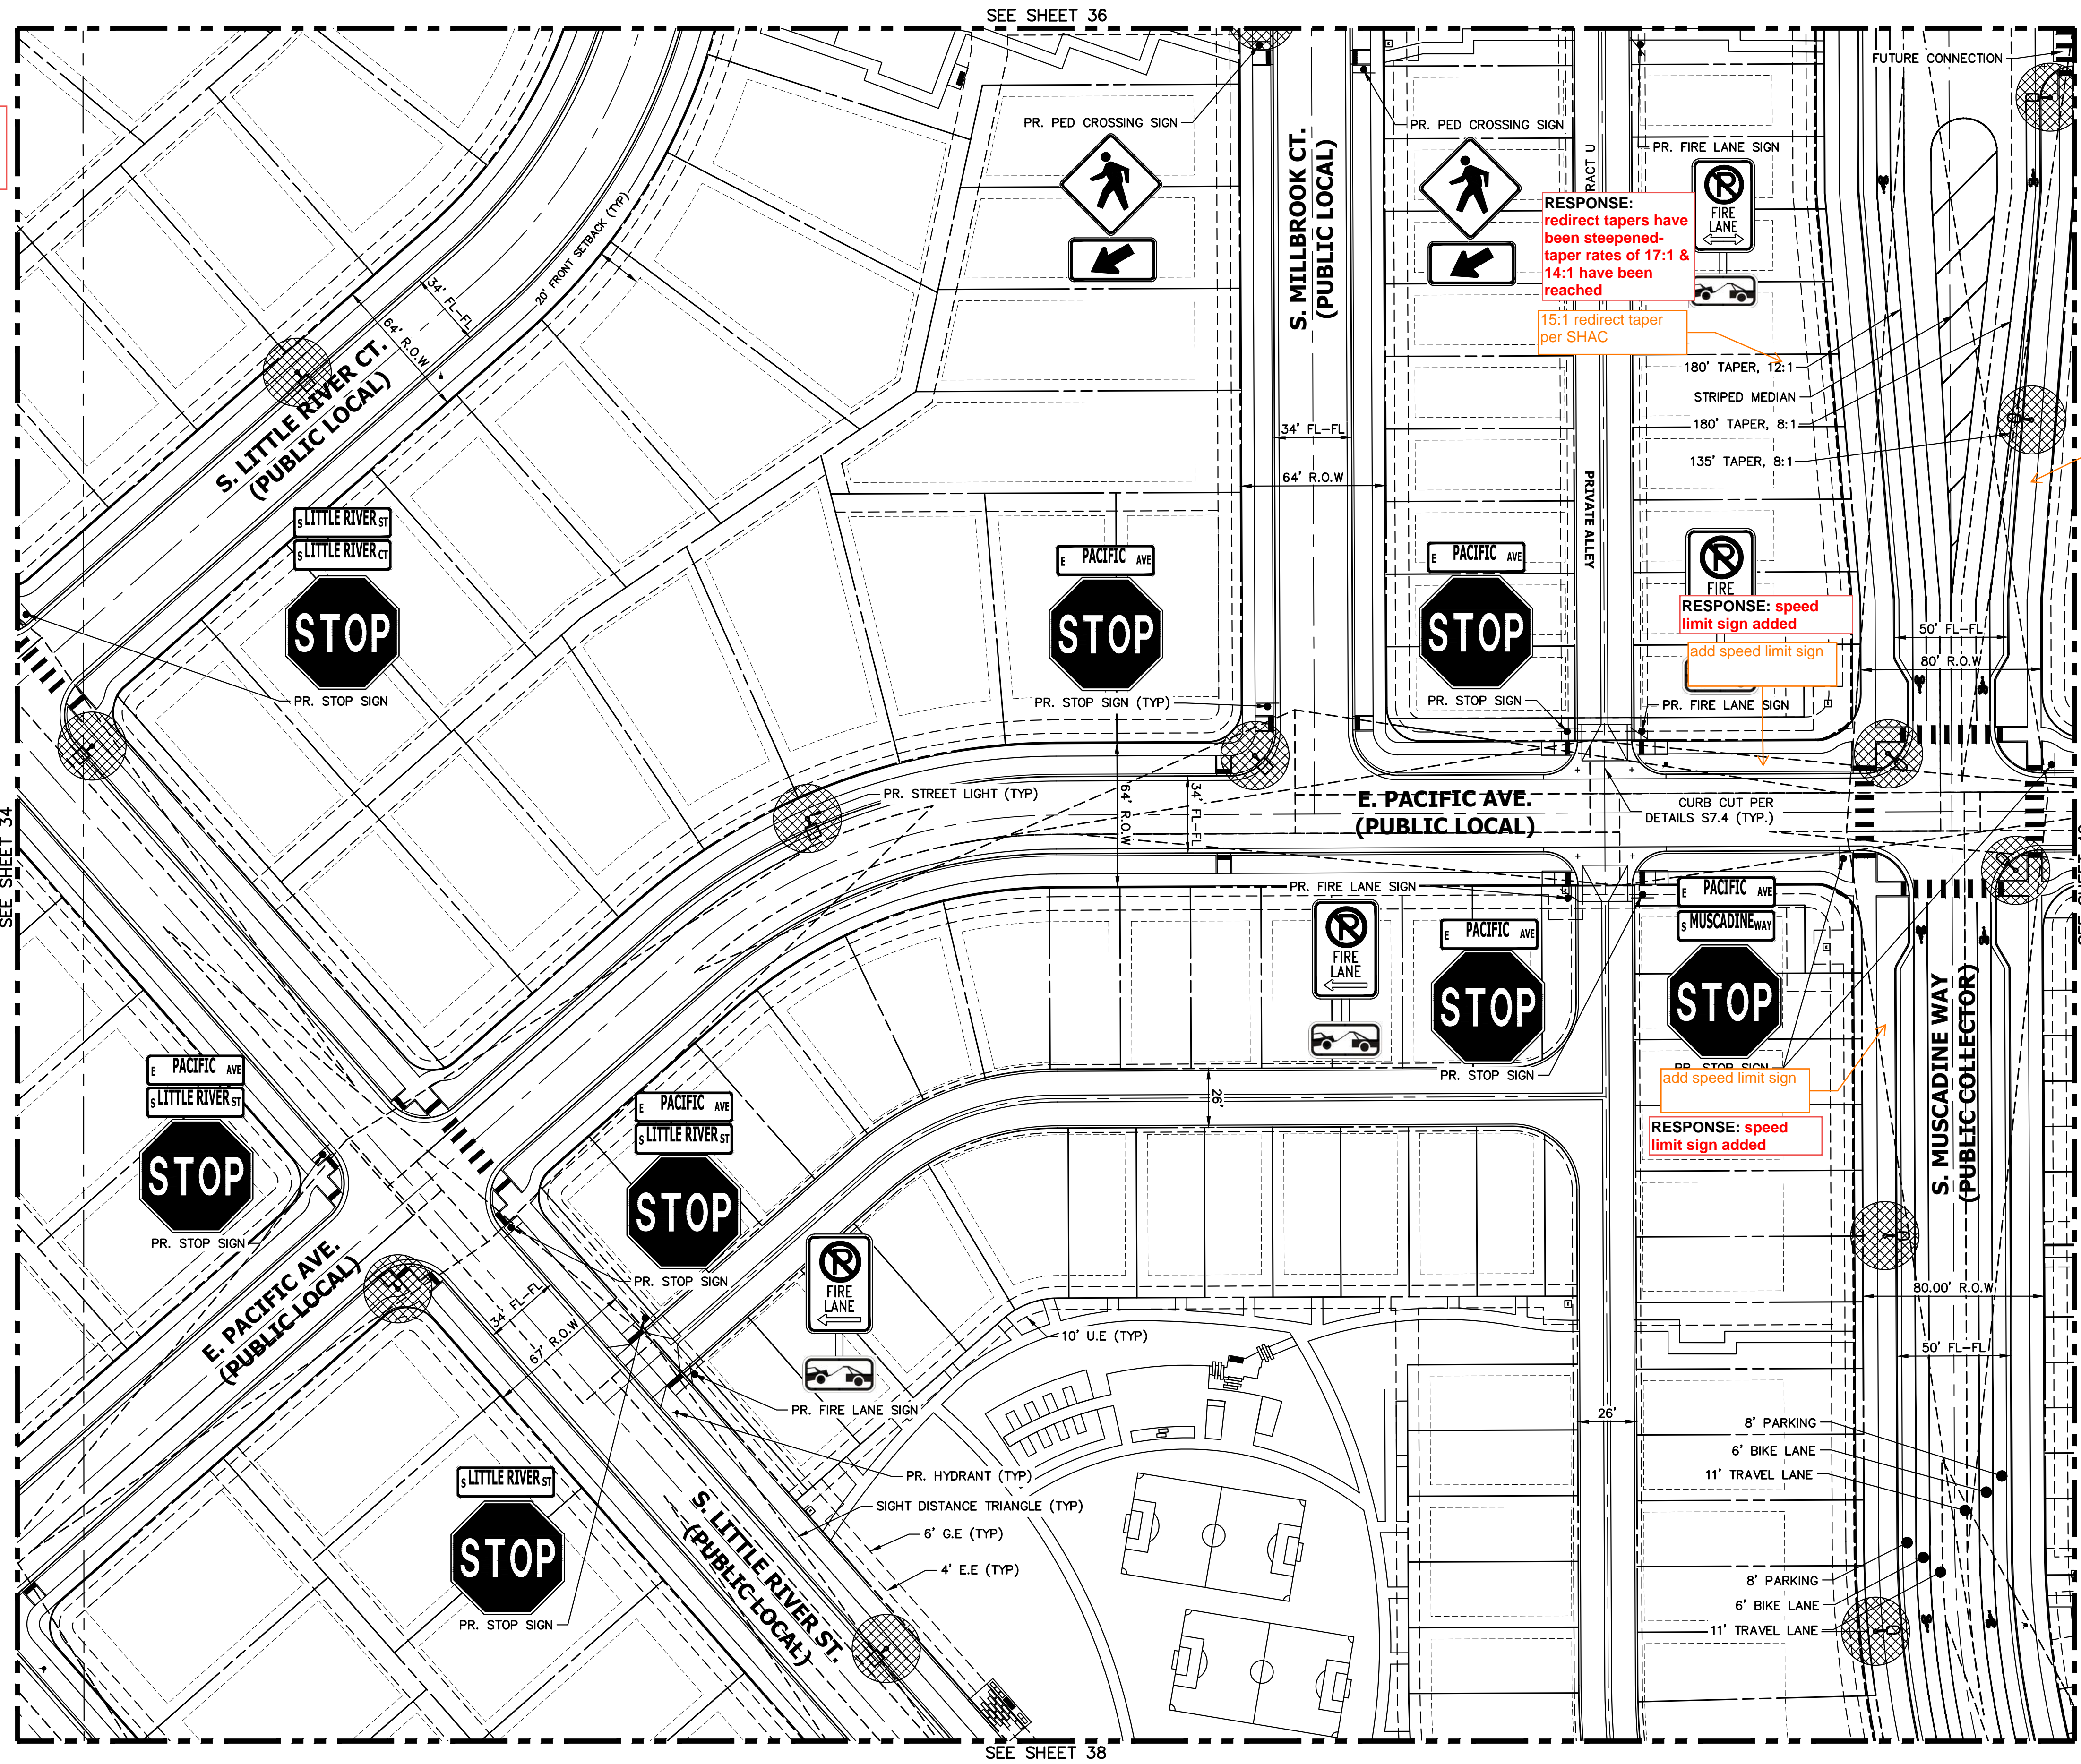 SEE SHEET 36
FUTURE CONNECTION
PR. PED CROSSING SIGN
PR. PED CROSSING SIGN
S. MILLBROOK CT.
(PUBLIC LOCAL)
RACT U
PR. FIRE LANE SIGN
FIRE
LANE
RESPONSE:
redirect tapers have
been steepened-
taper rates of 17:1 &
14:1 have been
reached
15:1 redirect taper
per SHAC
180' TAPER, 12:1
STRIPED MEDIAN
180' TAPER, 8:1
135' TAPER, 8:1
20' FRONT SETBACK (TYP)
34' FL-FL
64' R.O.W
S. LITTLE RIVER CT.
(PUBLIC LOCAL)
34' FL-FL
64' R.O.W
PRIVATE ALLEY
S LITTLE RIVER ST
S LITTLE RIVER CT
STOP
PR. STOP SIGN
E PACIFIC AVE
STOP
PR. STOP SIGN (TYP)
E PACIFIC AVE
STOP
PR. STOP SIGN
FIRE
RESPONSE: speed
limit sign added
add speed limit sign
PR. FIRE LANE SIGN
50' FL-FL
80' R.O.W
SEE SHEET 34
PR. STREET LIGHT (TYP)
64' R.O.W
34' FL-FL
E. PACIFIC AVE.
(PUBLIC LOCAL)
CURB CUT PER
DETAILS S7.4 (TYP.)
PR. FIRE LANE SIGN
FIRE
LANE
E PACIFIC AVE
STOP
PR. STOP SIGN
E PACIFIC AVE
S MUSCADINE WAY
STOP
PR. STOP SIGN
add speed limit sign
RESPONSE: speed
limit sign added
S. MUSCADINE WAY
(PUBLIC COLLECTOR)
26'
E PACIFIC AVE
S LITTLE RIVER ST
STOP
PR. STOP SIGN
E PACIFIC AVE
S LITTLE RIVER ST
STOP
PR. STOP SIGN
E. PACIFIC AVE.
(PUBLIC LOCAL)
34' FL-FL
67' R.O.W
FIRE
LANE
PR. FIRE LANE SIGN
10' U.E (TYP)
80.00' R.O.W
50' FL-FL
26'
8' PARKING
6' BIKE LANE
11' TRAVEL LANE
8' PARKING
6' BIKE LANE
11' TRAVEL LANE
PR. HYDRANT (TYP)
SIGHT DISTANCE TRIANGLE (TYP)
6' G.E (TYP)
4' E.E (TYP)
S. LITTLE RIVER ST.
(PUBLIC LOCAL)
S LITTLE RIVER ST
STOP
PR. STOP SIGN
SEE SHEET 38